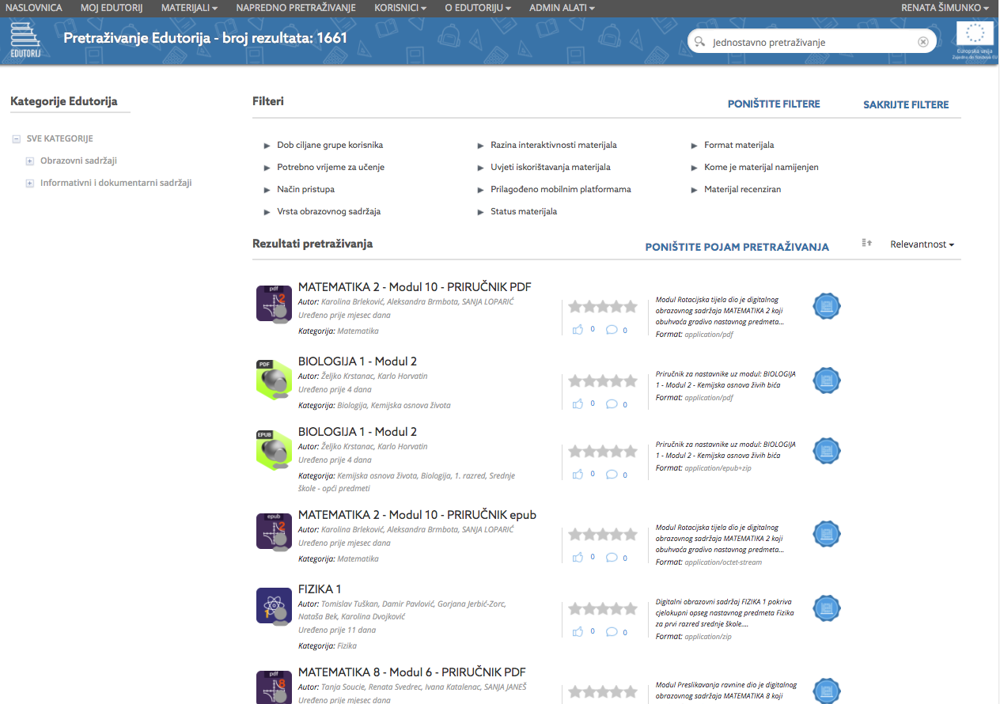 NASLOVNICA MOJ EDUTORIJ MATERIJALI NAPREDNO PRETRAŽIVANJE KORISNICI O EDUTORIJU ADMIN ALATI RENATA ŠIMUNKO
EDUTORIJ
Pretraživanje Edutorija - broj rezultata: 1661
Jednostavno pretraživanje
Europska unija
Zajedno do fondova EU
Kategorije Edutorija
SVE KATEGORIJE
Obrazovni sadržaji
Informativni i dokumentarni sadržaji
Filteri
PONIŠTITE FILTERE
SAKRIJTE FILTERE
Dob ciljane grupe korisnika
Razina interaktivnosti materijala
Format materijala
Potrebno vrijeme za učenje
Uvjeti iskorištavanja materijala
Kome je materijal namijenjen
Način pristupa
Prilagođeno mobilnim platformama
Materijal recenziran
Vrsta obrazovnog sadržaja
Status materijala
Rezultati pretraživanja
PONIŠTITE POJAM PRETRAŽIVANJA
Relevantnost
pdf
2
MATEMATIKA 2 - Modul 10 - PRIRUČNIK PDF
Autor: Karolina Brleković, Aleksandra Brmbota, SANJA LOPARIĆ
Uređeno prije mjesec dana
Kategorija: Matematika
0 0
Modul Rotacijska tijela dio je digitalnog
obrazovnog sadržaja MATEMATIKA 2 koji
obuhvaća gradivo nastavnog predmeta...
Format: application/pdf
PDF
BIOLOGIJA 1 - Modul 2
Autor: Željko Krstanac, Karlo Horvatin
Uređeno prije 4 dana
Kategorija: Biologija, Kemijska osnova života
0 0
Priručnik za nastavnike uz modul: BIOLOGIJA
1 - Modul 2 - Kemijska osnova živih bića
Format: application/pdf
EPUB
BIOLOGIJA 1 - Modul 2
Autor: Željko Krstanac, Karlo Horvatin
Uređeno prije 4 dana
Kategorija: Kemijska osnova života, Biologija, 1. razred, Srednje
škole - opći predmeti
0 0
Priručnik za nastavnike uz modul: BIOLOGIJA
1 - Modul 2 - Kemijska osnova živih bića
Format: application/epub+zip
epub
2
MATEMATIKA 2 - Modul 10 - PRIRUČNIK epub
Autor: Karolina Brleković, Aleksandra Brmbota, SANJA LOPARIĆ
Uređeno prije mjesec dana
Kategorija: Matematika
0 0
Modul Rotacijska tijela dio je digitalnog
obrazovnog sadržaja MATEMATIKA 2 koji
obuhvaća gradivo nastavnog predmeta...
Format: application/octet-stream
1
FIZIKA 1
Autor: Tomislav Tuškan, Damir Pavlović, Gorjana Jerbić-Zorc,
Nataša Bek, Karolina Dvojković
Uređeno prije 11 dana
Kategorija: Fizika
0 0
Digitalni obrazovni sadržaj FIZIKA 1 pokriva
cjelokupni opseg nastavnog predmeta Fizika
za prvi razred srednje škole....
Format: application/zip
pdf
8
MATEMATIKA 8 - Modul 6 - PRIRUČNIK PDF
Autor: Tanja Soucie, Renata Svedrec, Ivana Katalenac, SANJA JANEŠ
Uređeno prije mjesec dana
Modul Preslikavanja ravnine dio je digitalnog
obrazovnog sadržaja MATEMATIKA 8 koji